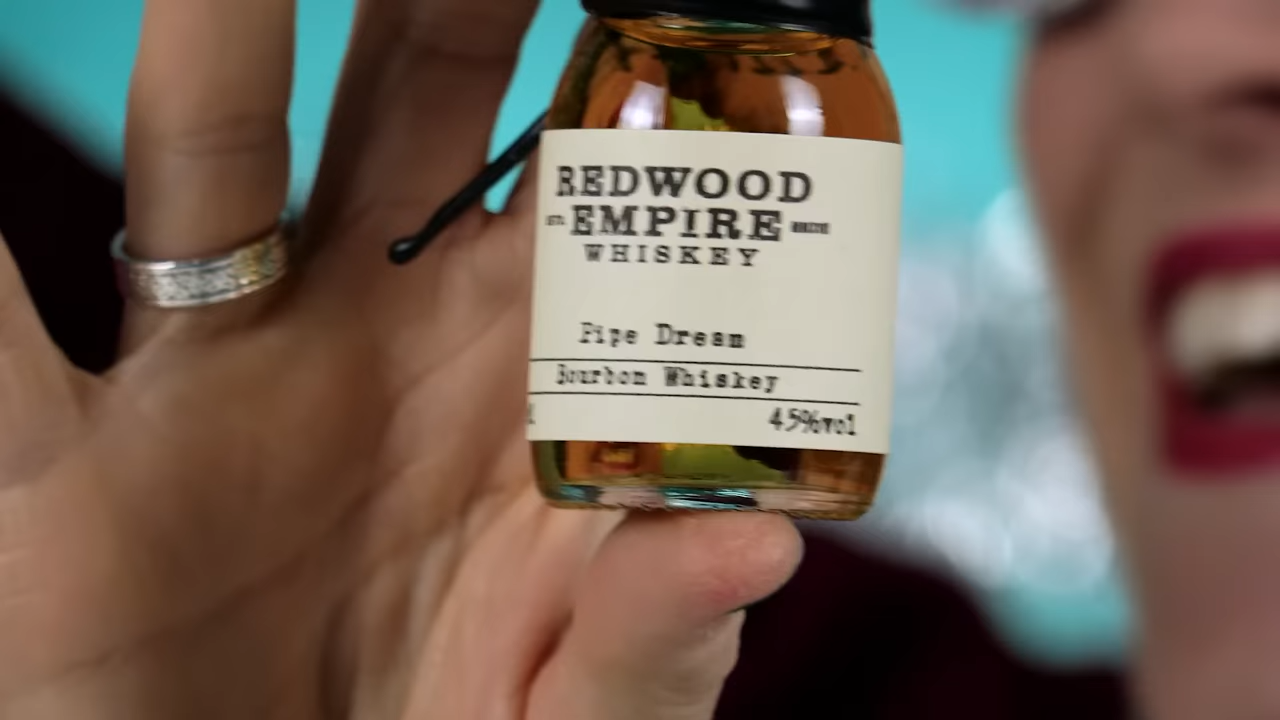 REDWOOD
EMPIRE
WHISKEY
Pipe Dream
Bourbon Whiskey
45%vol